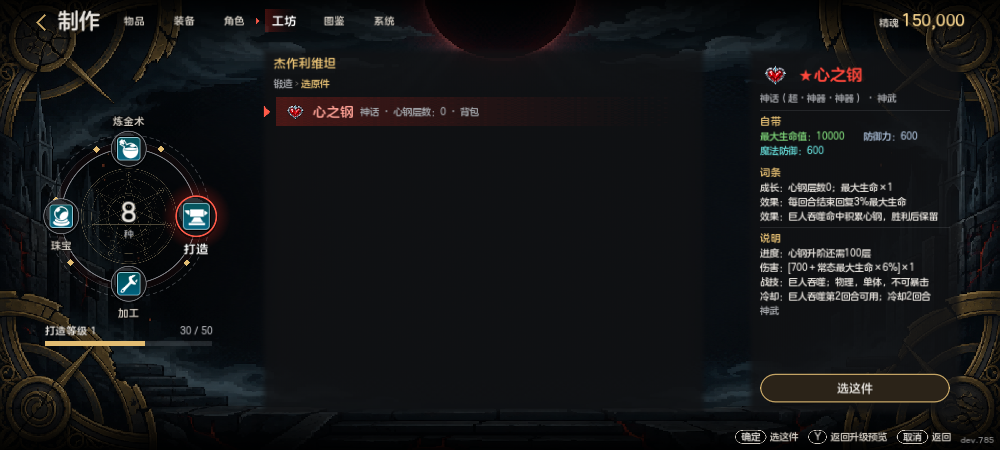 制作 物品 装备 角色 工坊 图鉴 系统 精魂 150,000
杰作利维坦
锻造 · 选原件
心之钢 神话 · 心钢层数：0 · 背包
炼金术
8
种
珠宝
打造
加工
打造等级 1 30 / 50
★心之钢
神话（超·神器·神器）· 神武
自带
最大生命值：10000 防御力：600
魔法防御：600
词条
成长：心钢层数0；最大生命×1
效果：每回合结束回复3%最大生命
效果：巨人吞噬命中积累心钢，胜利后保留
说明
进度：心钢升阶还需100层
伤害：[700＋常态最大生命×6%]×1
战技：巨人吞噬；物理，单体，不可暴击
冷却：巨人吞噬第2回合可用；冷却2回合
神武
选这件
确定 选这件 Y 返回升级预览 取消 返回 dev.785